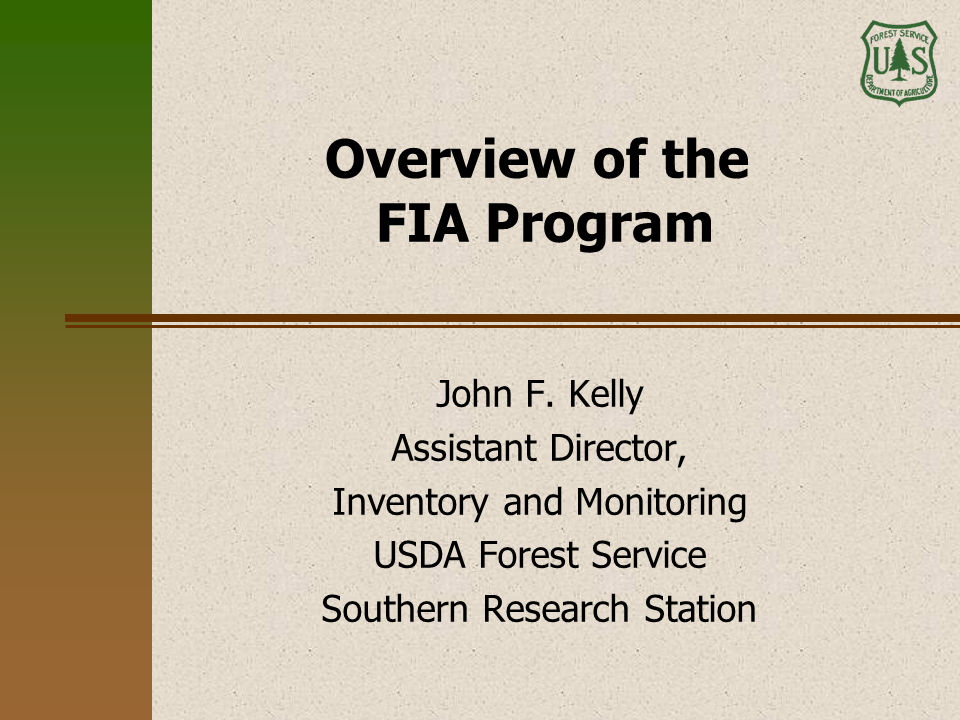 FOREST SERVICE
U S
DEPARTMENT OF AGRICULTURE
Overview of the
FIA Program
John F. Kelly
Assistant Director,
Inventory and Monitoring
USDA Forest Service
Southern Research Station